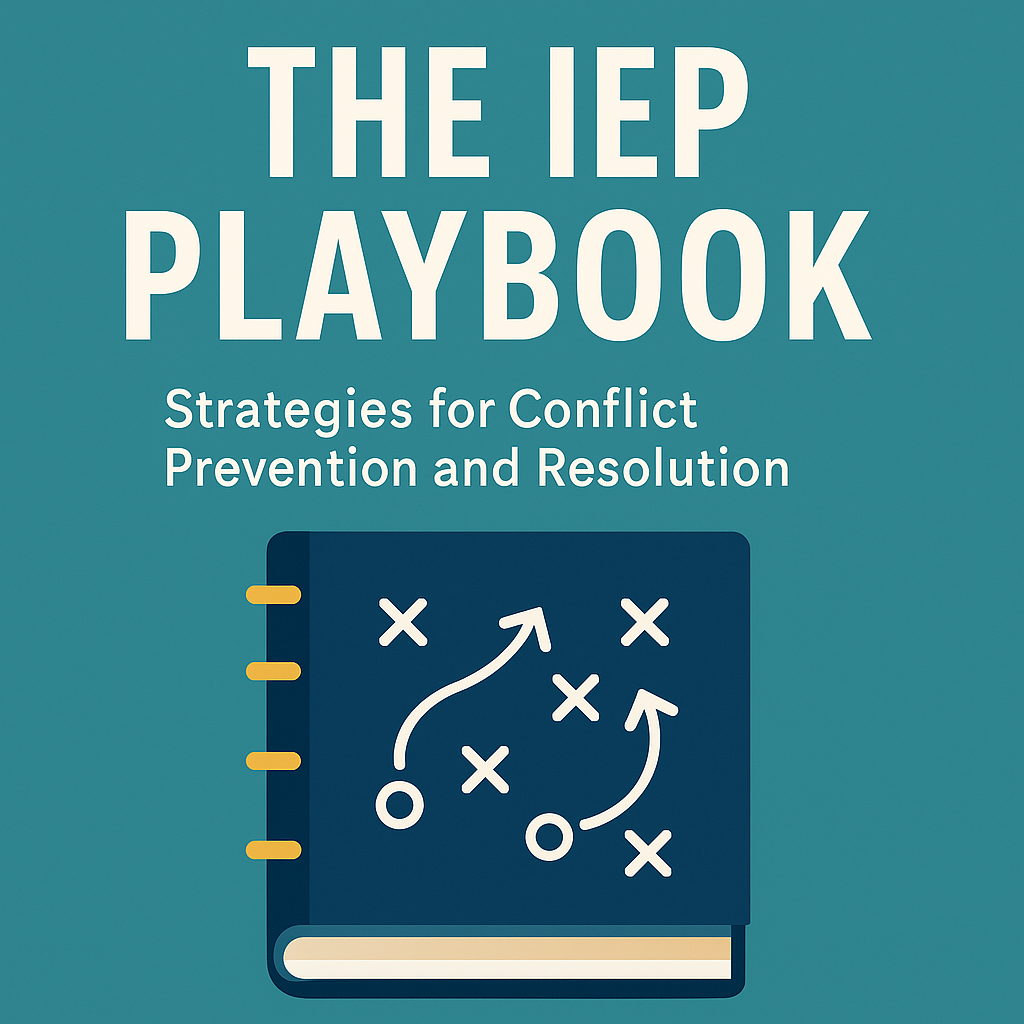 THE IEP
PLAYBOOK
Strategies for Conflict
Prevention and Resolution